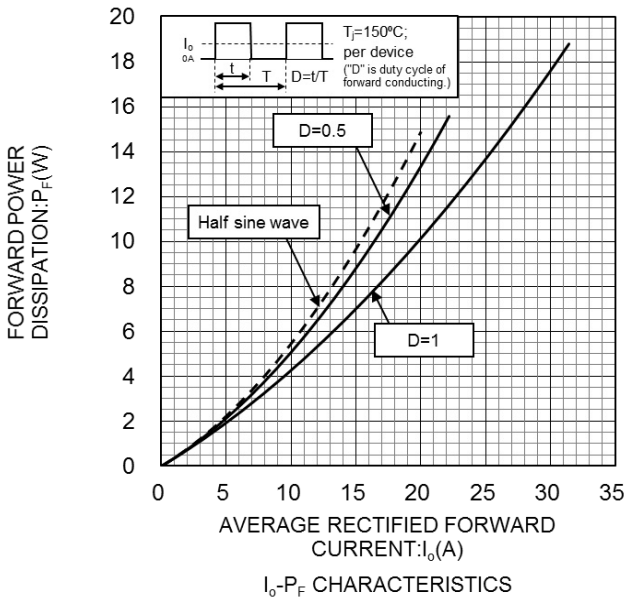 20
18
16
14
12
10
8
6
4
2
0
FORWARD POWER
DISSIPATION:PF(W)
Io
0A
t
T
D=t/T
Tj=150ºC;
per device
("D" is duty cycle of
forward conducting.)
D=0.5
Half sine wave
D=1
0 5 10 15 20 25 30 35
AVERAGE RECTIFIED FORWARD
CURRENT:Io(A)
Io-PF CHARACTERISTICS